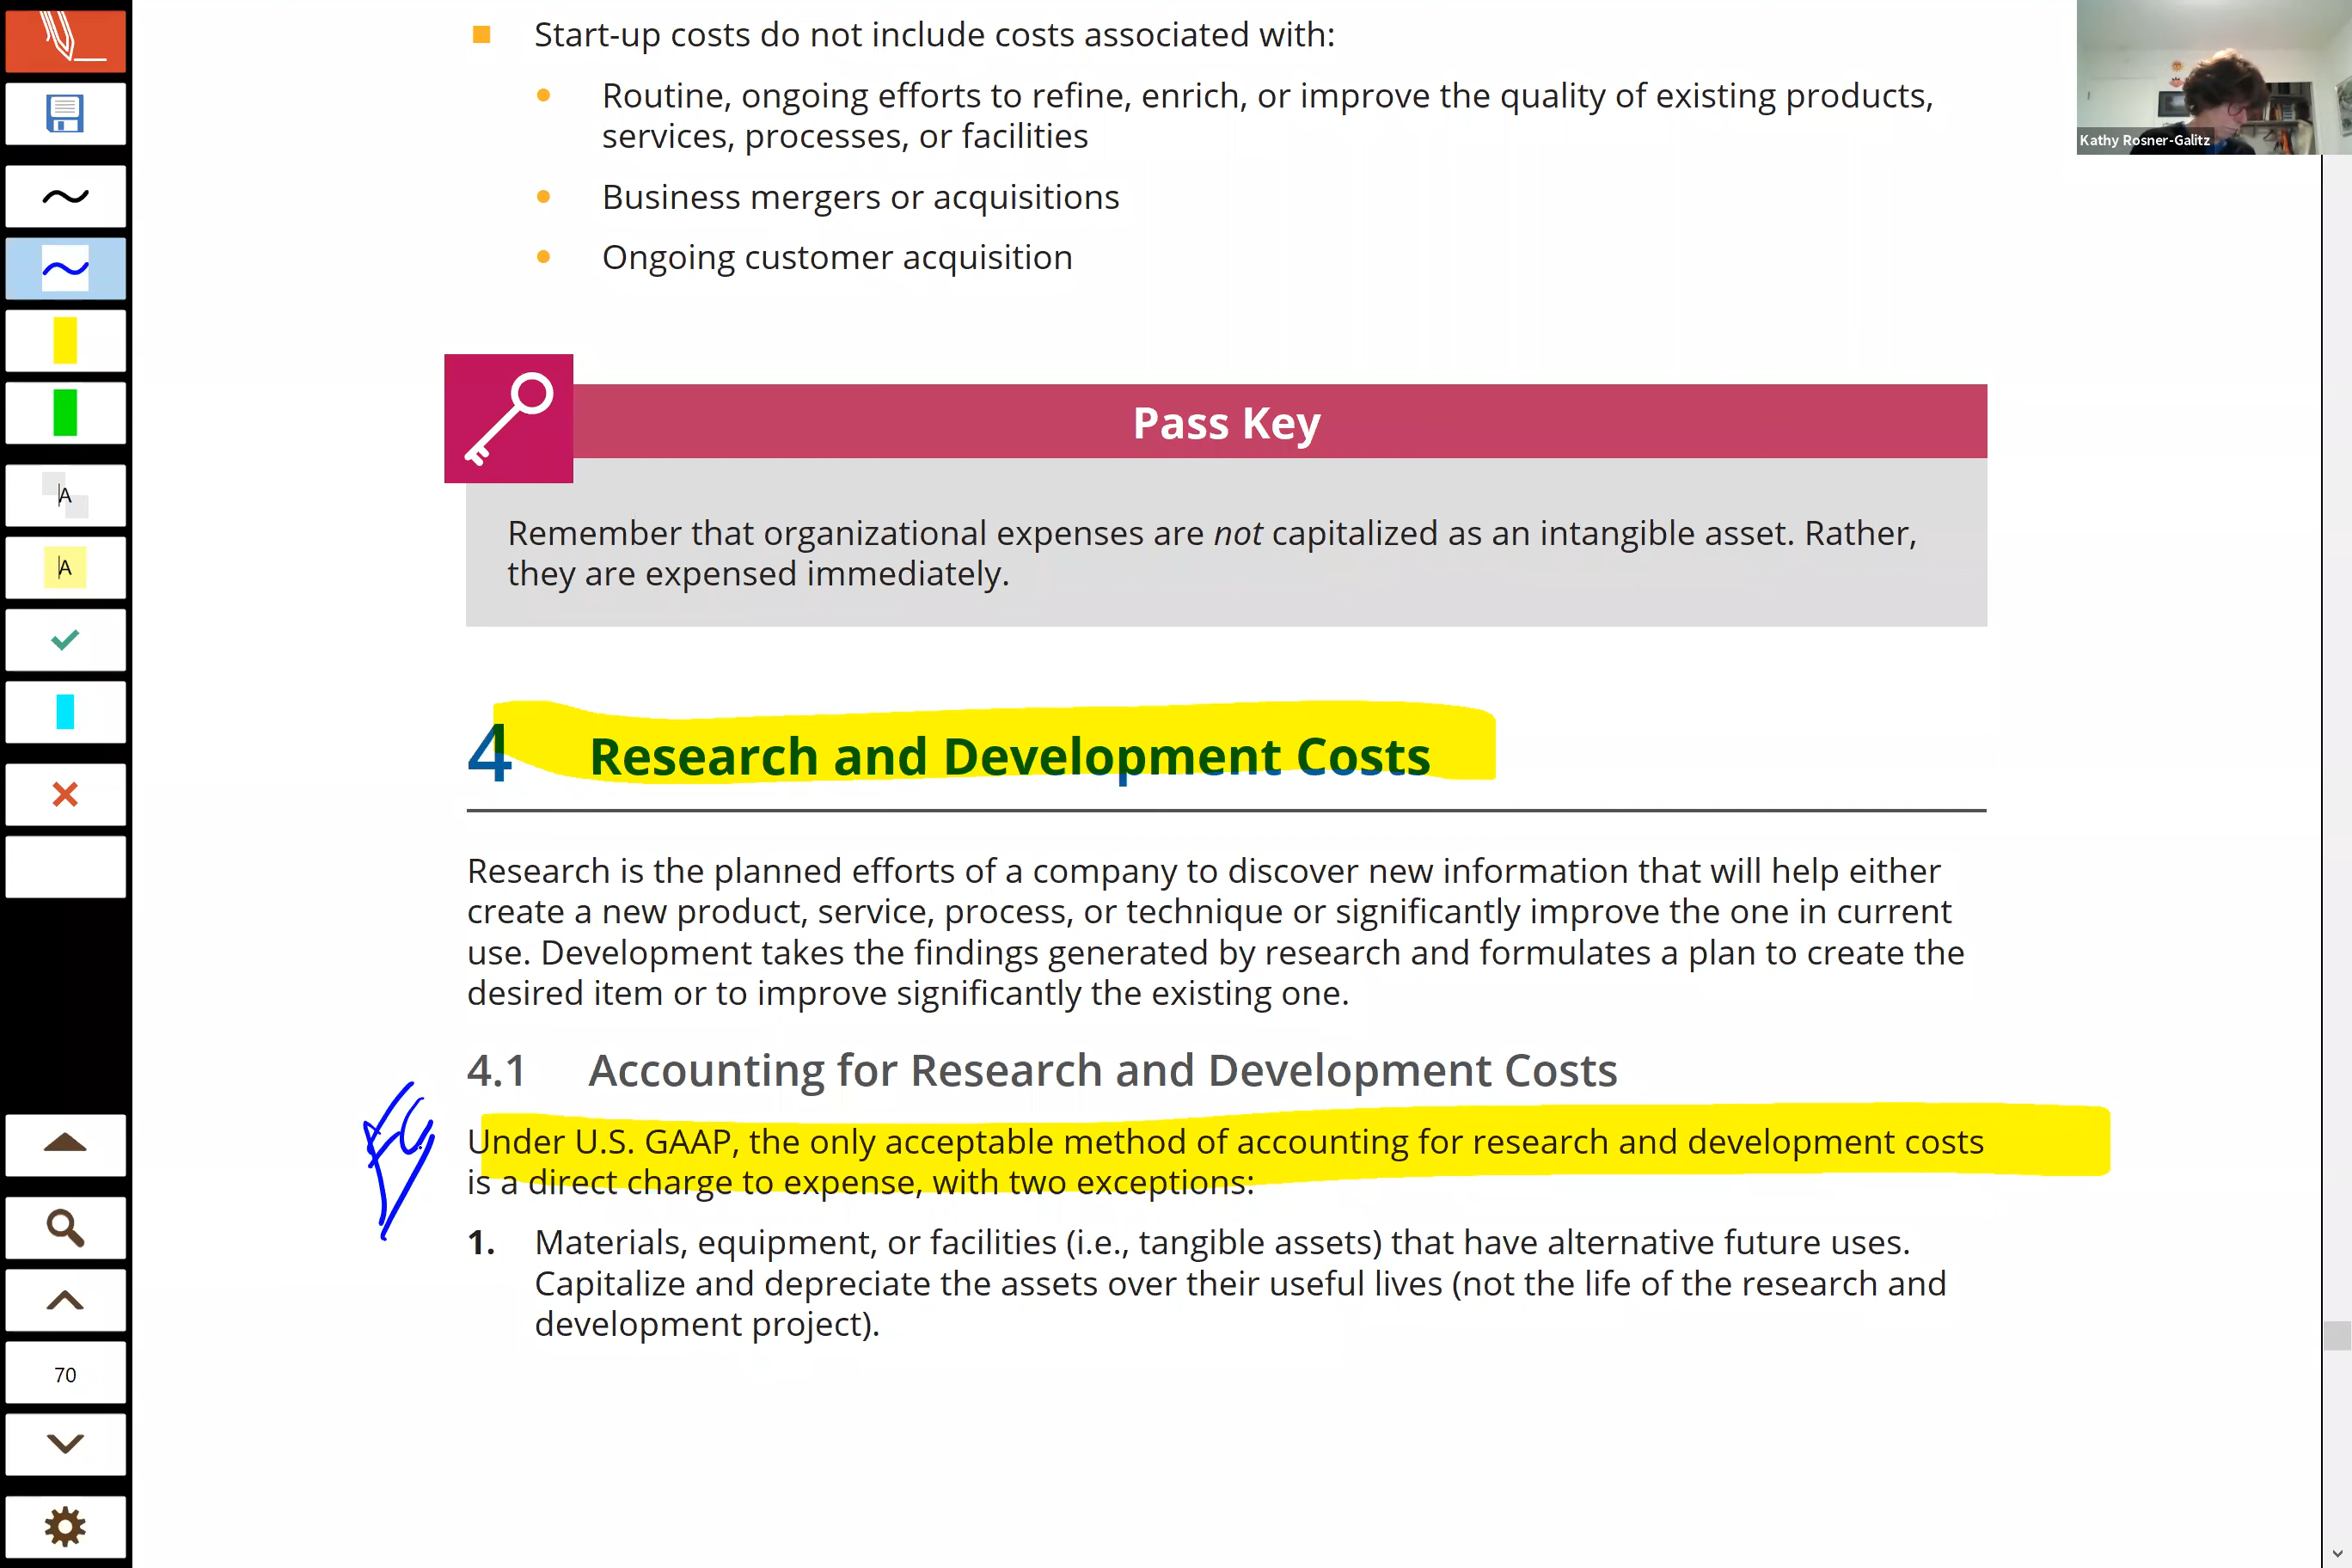 Start-up costs do not include costs associated with:
Routine, ongoing efforts to refine, enrich, or improve the quality of existing products,
services, processes, or facilities
Business mergers or acquisitions
Ongoing customer acquisition
Kathy Rosner-Galitz
Pass Key
Remember that organizational expenses are not capitalized as an intangible asset. Rather,
they are expensed immediately.
4 Research and Development Costs
Research is the planned efforts of a company to discover new information that will help either
create a new product, service, process, or technique or significantly improve the one in current
use. Development takes the findings generated by research and formulates a plan to create the
desired item or to improve significantly the existing one.
4.1 Accounting for Research and Development Costs
Under U.S. GAAP, the only acceptable method of accounting for research and development costs
is a direct charge to expense, with two exceptions:
1. Materials, equipment, or facilities (i.e., tangible assets) that have alternative future uses.
Capitalize and depreciate the assets over their useful lives (not the life of the research and
development project).
A
A
70